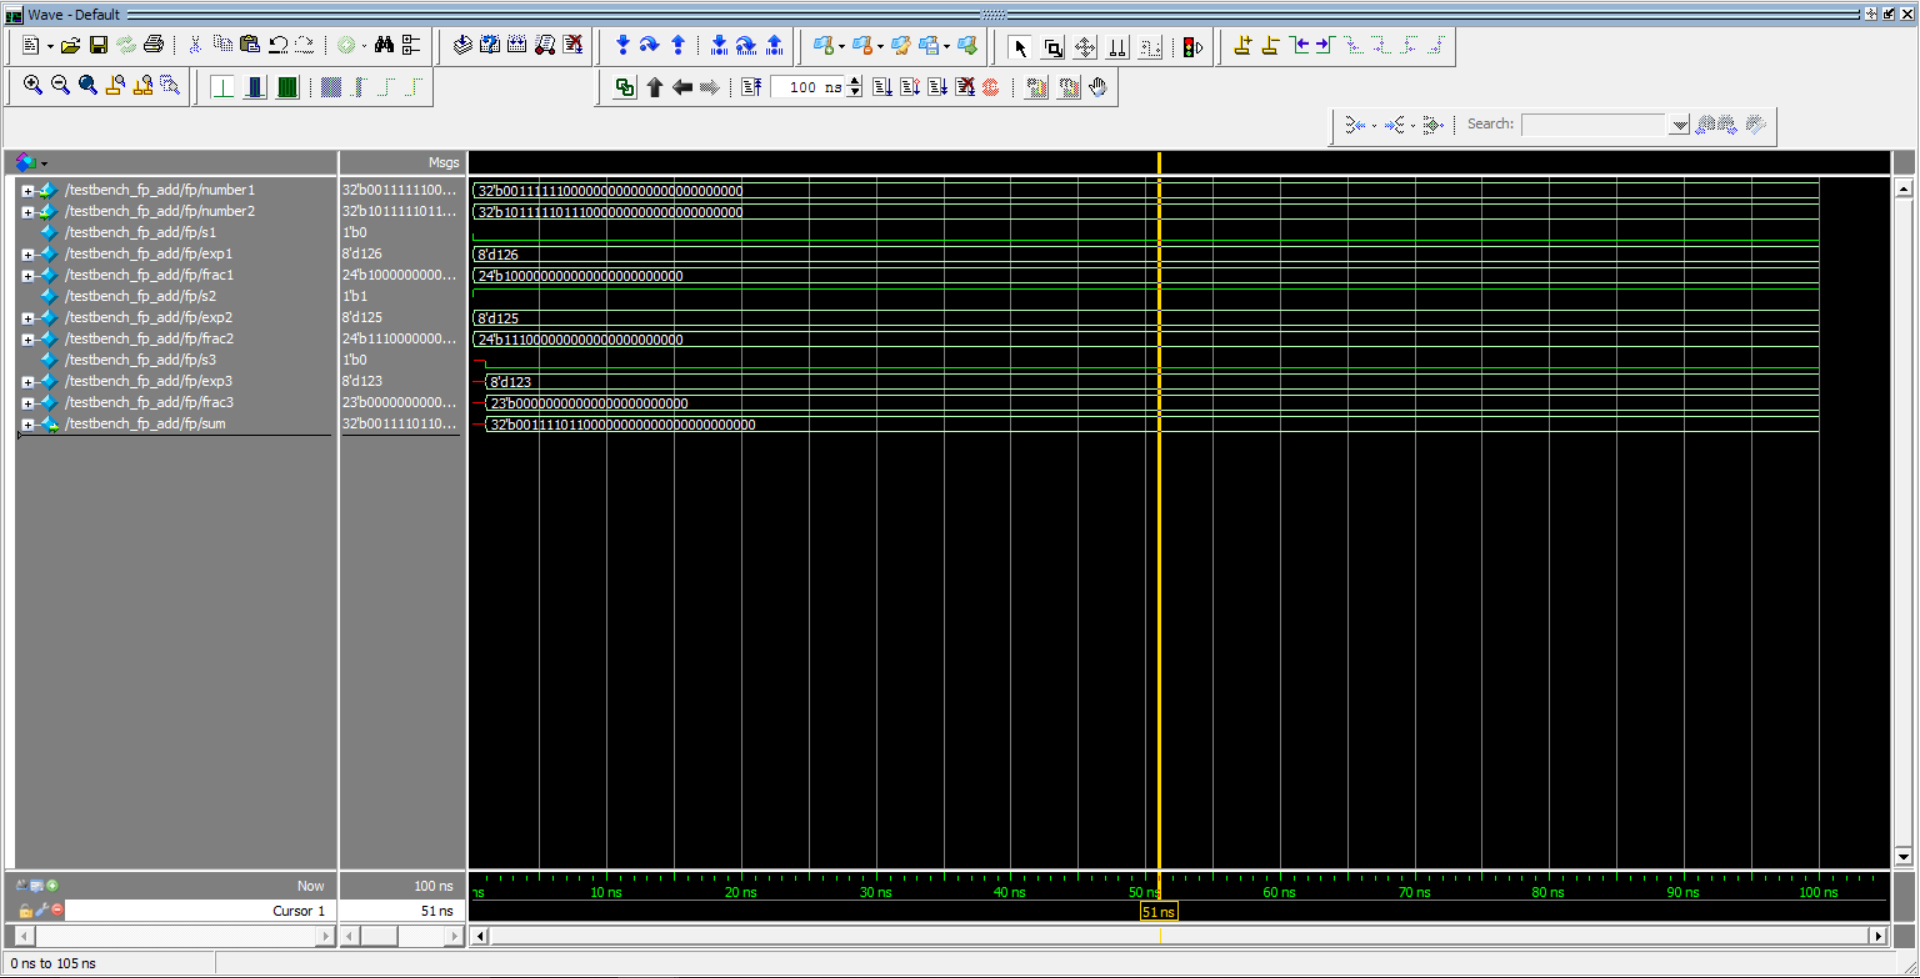 Wave - Default
100 ns
Search:
Msgs
/testbench_fp_add/fp/number1 32'b0011111100... 32'b00111111000000000000000000000000
/testbench_fp_add/fp/number2 32'b1011111011... 32'b10111110111000000000000000000000
/testbench_fp_add/fp/s1 1'b0
/testbench_fp_add/fp/exp1 8'd126 8'd126
/testbench_fp_add/fp/frac1 24'b1000000000... 24'b100000000000000000000000
/testbench_fp_add/fp/s2 1'b1
/testbench_fp_add/fp/exp2 8'd125 8'd125
/testbench_fp_add/fp/frac2 24'b1110000000... 24'b111000000000000000000000
/testbench_fp_add/fp/s3 1'b0
/testbench_fp_add/fp/exp3 8'd123 8'd123
/testbench_fp_add/fp/frac3 23'b0000000000... 23'b00000000000000000000000
/testbench_fp_add/fp/sum 32'b0011110110... 32'b00111101100000000000000000000000
Now 100 ns ns 10 ns 20 ns 30 ns 40 ns 50 ns 60 ns 70 ns 80 ns 90 ns 100 ns
Cursor 1 51 ns 51 ns
0 ns to 105 ns